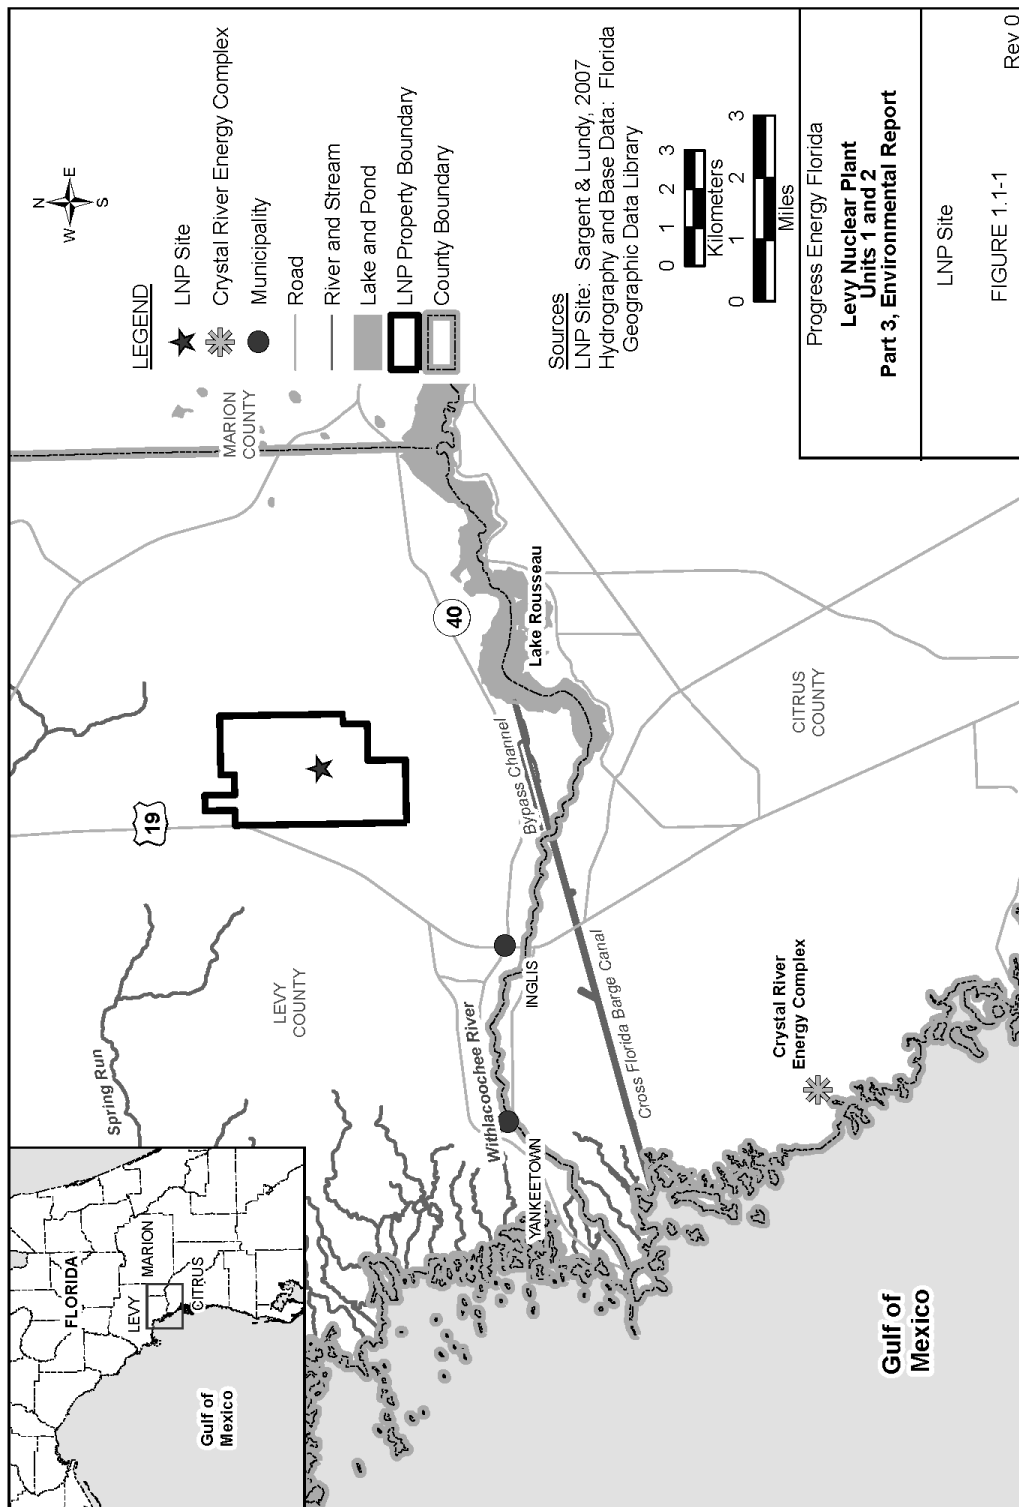 FLORIDA
LEVY
MARION
CITRUS
Gulf of
Mexico
Spring Run
LEVY
COUNTY
19
MARION
COUNTY
40
Withlacoochee River
YANKEETOWN
INGLIS
Bypass Channel
Lake Rousseau
Cross Florida Barge Canal
CITRUS
COUNTY
Crystal River
Energy Complex
Gulf of
Mexico
N
W
E
S
LEGEND
LNP Site
Crystal River Energy Complex
Municipality
Road
River and Stream
Lake and Pond
LNP Property Boundary
County Boundary
Sources
LNP Site: Sargent & Lundy, 2007
Hydrography and Base Data: Florida
Geographic Data Library
0 1 2 3
Kilometers
0 1 2 3
Miles
Progress Energy Florida
Levy Nuclear Plant
Units 1 and 2
Part 3, Environmental Report
LNP Site
FIGURE 1.1-1
Rev 0